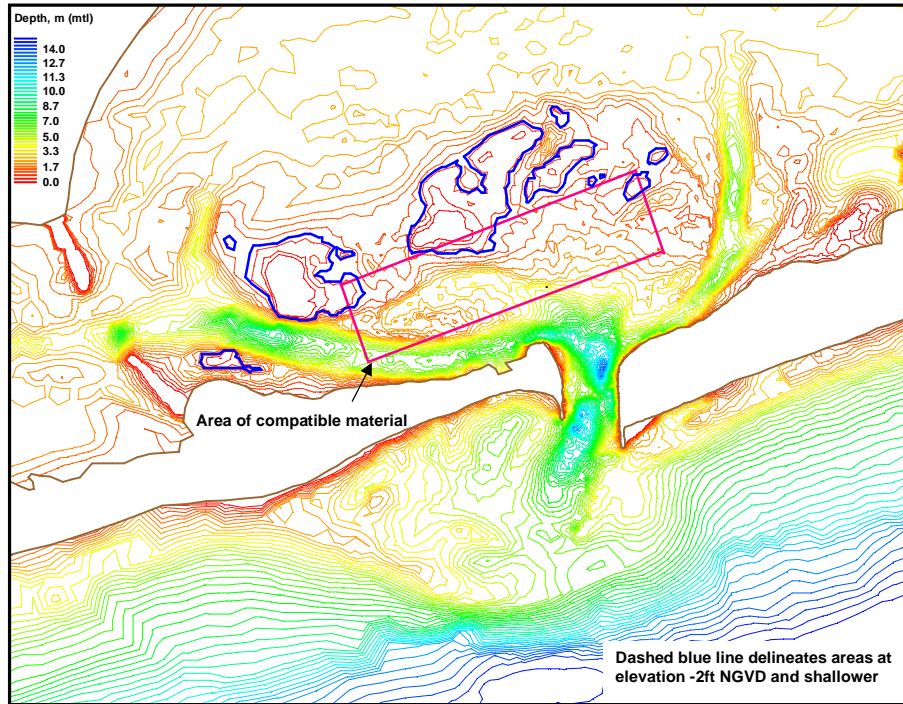 Depth, m (mtl)
14.0
12.7
11.3
10.0
8.7
7.0
5.0
3.3
1.7
0.0
Area of compatible material
Dashed blue line delineates areas at
elevation -2ft NGVD and shallower